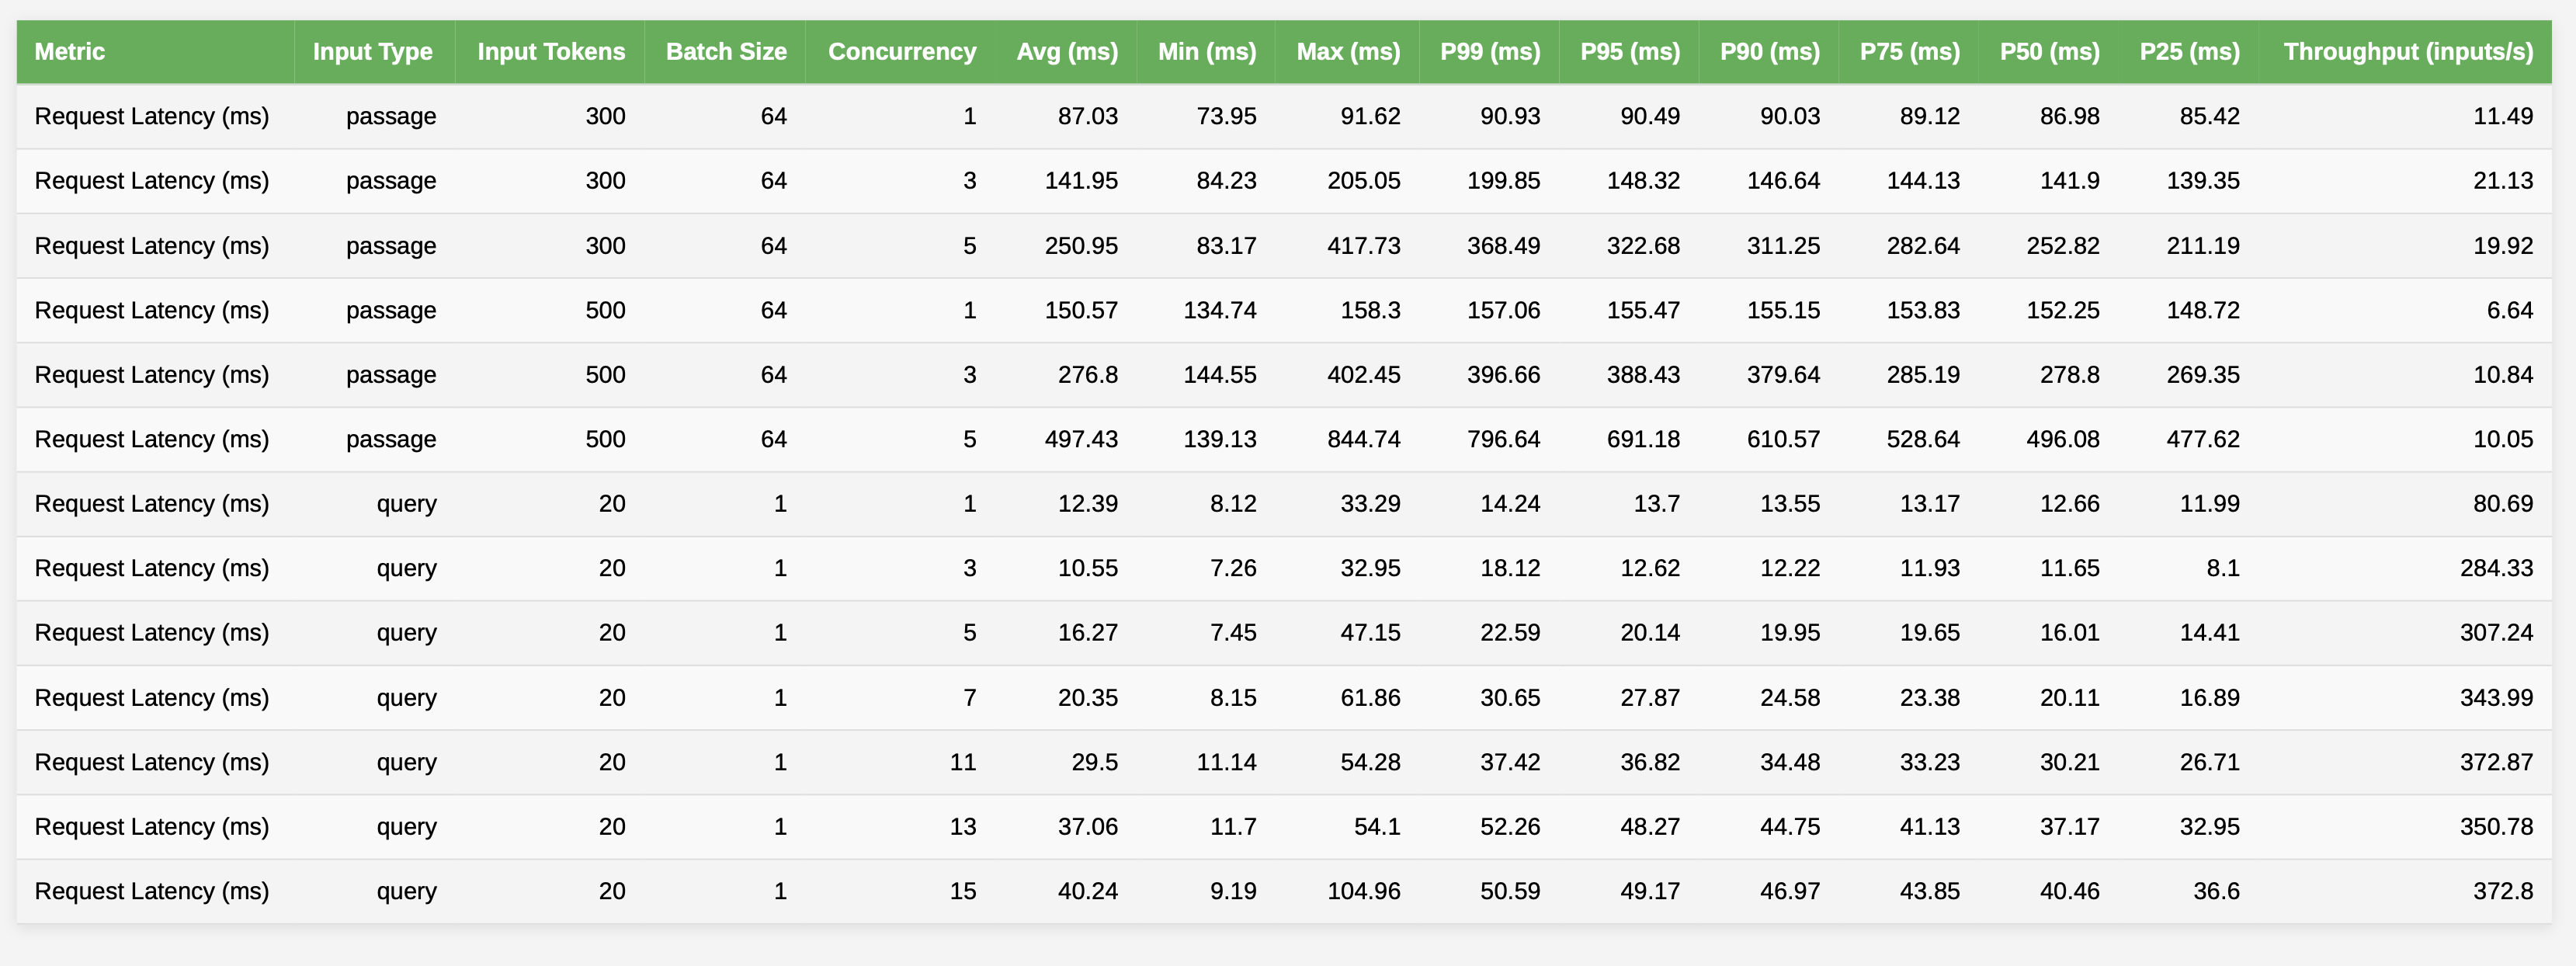 Metric Input Type Input Tokens Batch Size Concurrency Avg (ms) Min (ms) Max (ms) P99 (ms) P95 (ms) P90 (ms) P75 (ms) P50 (ms) P25 (ms) Throughput (inputs/s)
Request Latency (ms) passage 300 64 1 87.03 73.95 91.62 90.93 90.49 90.03 89.12 86.98 85.42 11.49
Request Latency (ms) passage 300 64 3 141.95 84.23 205.05 199.85 148.32 146.64 144.13 141.9 139.35 21.13
Request Latency (ms) passage 300 64 5 250.95 83.17 417.73 368.49 322.68 311.25 282.64 252.82 211.19 19.92
Request Latency (ms) passage 500 64 1 150.57 134.74 158.3 157.06 155.47 155.15 153.83 152.25 148.72 6.64
Request Latency (ms) passage 500 64 3 276.8 144.55 402.45 396.66 388.43 379.64 285.19 278.8 269.35 10.84
Request Latency (ms) passage 500 64 5 497.43 139.13 844.74 796.64 691.18 610.57 528.64 496.08 477.62 10.05
Request Latency (ms) query 20 1 1 12.39 8.12 33.29 14.24 13.7 13.55 13.17 12.66 11.99 80.69
Request Latency (ms) query 20 1 3 10.55 7.26 32.95 18.12 12.62 12.22 11.93 11.65 8.1 284.33
Request Latency (ms) query 20 1 5 16.27 7.45 47.15 22.59 20.14 19.95 19.65 16.01 14.41 307.24
Request Latency (ms) query 20 1 7 20.35 8.15 61.86 30.65 27.87 24.58 23.38 20.11 16.89 343.99
Request Latency (ms) query 20 1 11 29.5 11.14 54.28 37.42 36.82 34.48 33.23 30.21 26.71 372.87
Request Latency (ms) query 20 1 13 37.06 11.7 54.1 52.26 48.27 44.75 41.13 37.17 32.95 350.78
Request Latency (ms) query 20 1 15 40.24 9.19 104.96 50.59 49.17 46.97 43.85 40.46 36.6 372.8